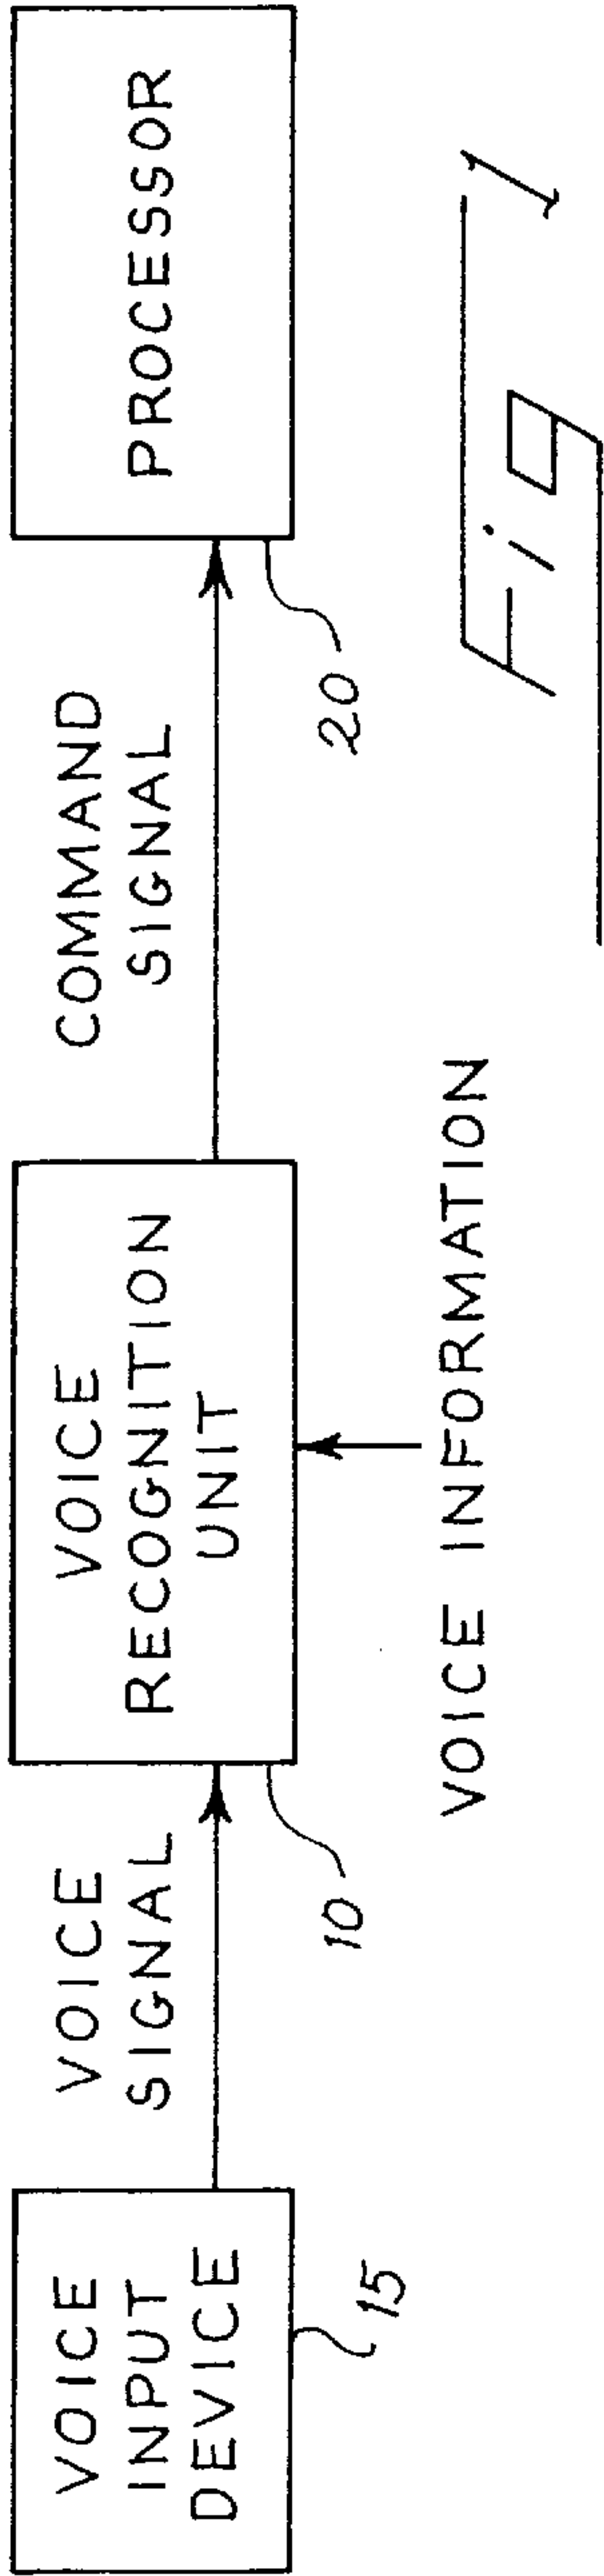 VOICE
INPUT
DEVICE
15
VOICE
SIGNAL
VOICE
RECOGNITION
UNIT
10
VOICE INFORMATION
COMMAND
SIGNAL
PROCESSOR
20
Fig 1